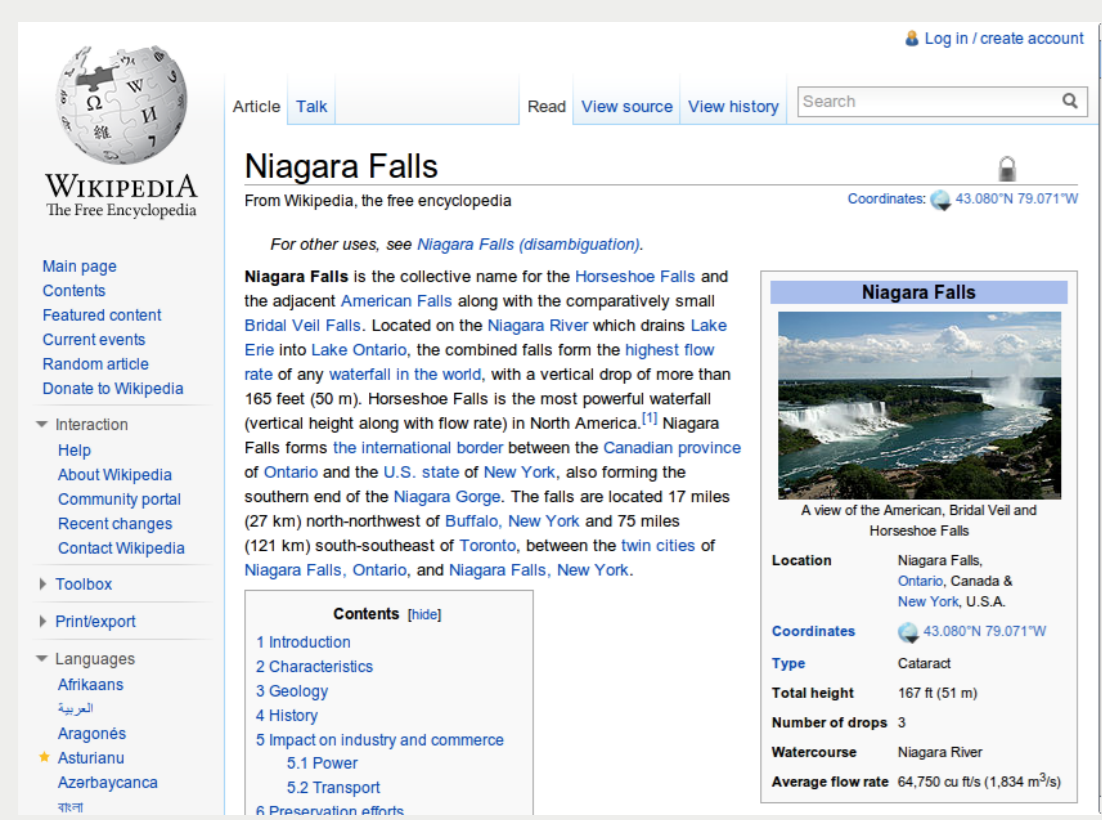 Log in / create account
Article Talk Read View source View history Search
WIKIPEDIA
The Free Encyclopedia
Main page
Contents
Featured content
Current events
Random article
Donate to Wikipedia
Interaction
Help
About Wikipedia
Community portal
Recent changes
Contact Wikipedia
Toolbox
Print/export
Languages
Afrikaans
العربية
Aragonés
Asturianu
Azərbaycanca
বাংলা
Niagara Falls
From Wikipedia, the free encyclopedia
Coordinates: 43.080°N 79.071°W
For other uses, see Niagara Falls (disambiguation).
Niagara Falls is the collective name for the Horseshoe Falls and
the adjacent American Falls along with the comparatively small
Bridal Veil Falls. Located on the Niagara River which drains Lake
Erie into Lake Ontario, the combined falls form the highest flow
rate of any waterfall in the world, with a vertical drop of more than
165 feet (50 m). Horseshoe Falls is the most powerful waterfall
(vertical height along with flow rate) in North America.[1] Niagara
Falls forms the international border between the Canadian province
of Ontario and the U.S. state of New York, also forming the
southern end of the Niagara Gorge. The falls are located 17 miles
(27 km) north-northwest of Buffalo, New York and 75 miles
(121 km) south-southeast of Toronto, between the twin cities of
Niagara Falls, Ontario, and Niagara Falls, New York.
Contents [hide]
1 Introduction
2 Characteristics
3 Geology
4 History
5 Impact on industry and commerce
5.1 Power
5.2 Transport
6 Preservation efforts
Niagara Falls
A view of the American, Bridal Veil and
Horseshoe Falls
Location Niagara Falls,
Ontario, Canada &
New York, U.S.A.
Coordinates 43.080°N 79.071°W
Type Cataract
Total height 167 ft (51 m)
Number of drops 3
Watercourse Niagara River
Average flow rate 64,750 cu ft/s (1,834 m³/s)